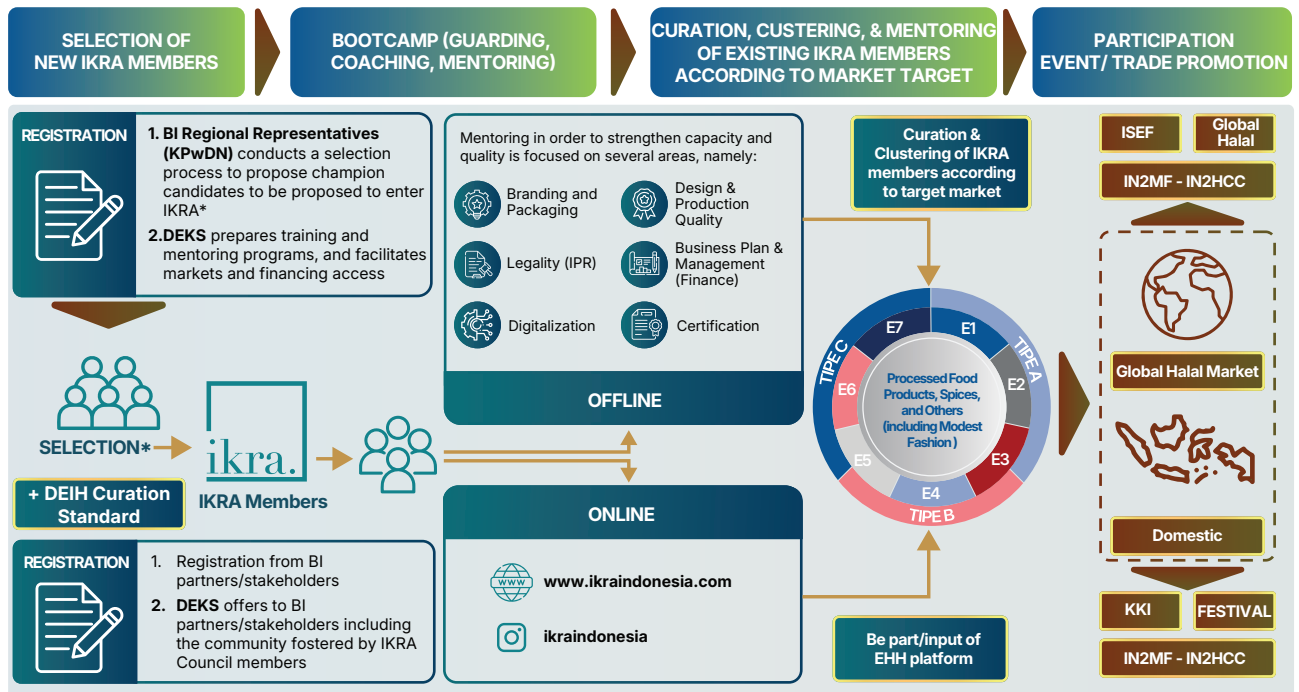 SELECTION OF
NEW IKRA MEMBERS
BOOTCAMP (GUARDING,
COACHING, MENTORING)
CURATION, CUSTERING, & MENTORING
OF EXISTING IKRA MEMBERS
ACCORDING TO MARKET TARGET
PARTICIPATION
EVENT/ TRADE PROMOTION
REGISTRATION
1. BI Regional Representatives
(KPwDN) conducts a selection
process to propose champion
candidates to be proposed to enter
IKRA*
2.DEKS prepares training and
mentoring programs, and facilitates
markets and financing access
SELECTION*
+ DEIH Curation
Standard
ikra.
IKRA Members
REGISTRATION
1. Registration from BI
partners/stakeholders
2. DEKS offers to BI
partners/stakeholders including
the community fostered by IKRA
Council members
Mentoring in order to strengthen capacity and
quality is focused on several areas, namely:
Branding and
Packaging
Design &
Production
Quality
Legality (IPR)
Business Plan &
Management
(Finance)
Digitalization
Certification
OFFLINE
ONLINE
WWW
www.ikraindonesia.com
ikraindonesia
Curation &
Clustering of IKRA
members according
to target market
TIPE A
TIPE B
TIPE C
E1
E2
E3
E4
E5
E6
E7
Processed Food
Products, Spices,
and Others
(including Modest
Fashion )
Be part/input of
EHH platform
ISEF
Global
Halal
IN2MF - IN2HCC
Global Halal Market
Domestic
KKI
FESTIVAL
IN2MF - IN2HCC